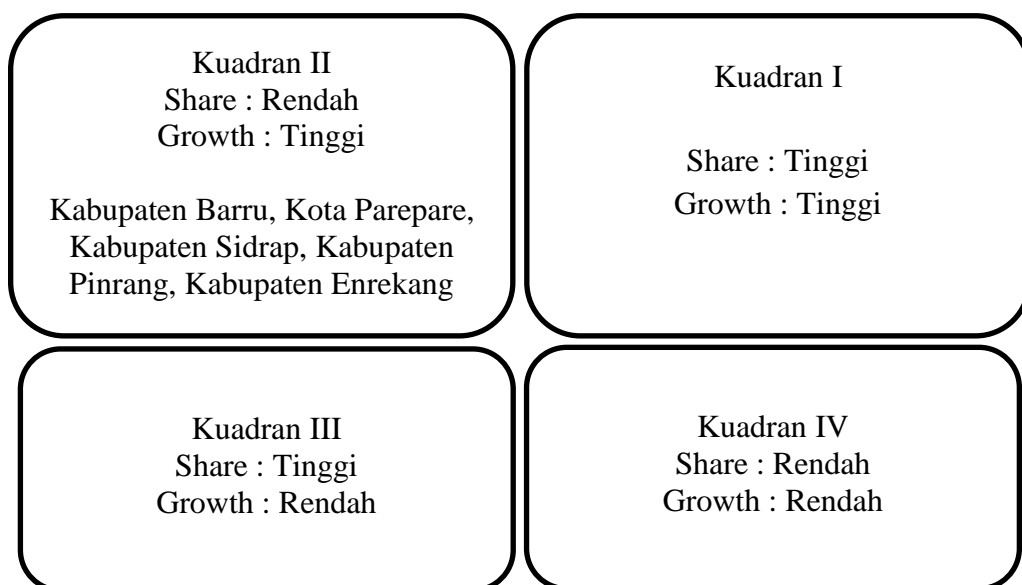 Kuadran II
Share : Rendah
Growth : Tinggi
Kabupaten Barru, Kota Parepare,
Kabupaten Sidrap, Kabupaten
Pinrang, Kabupaten Enrekang
Kuadran I
Share : Tinggi
Growth : Tinggi
Kuadran III
Share : Tinggi
Growth : Rendah
Kuadran IV
Share : Rendah
Growth : Rendah